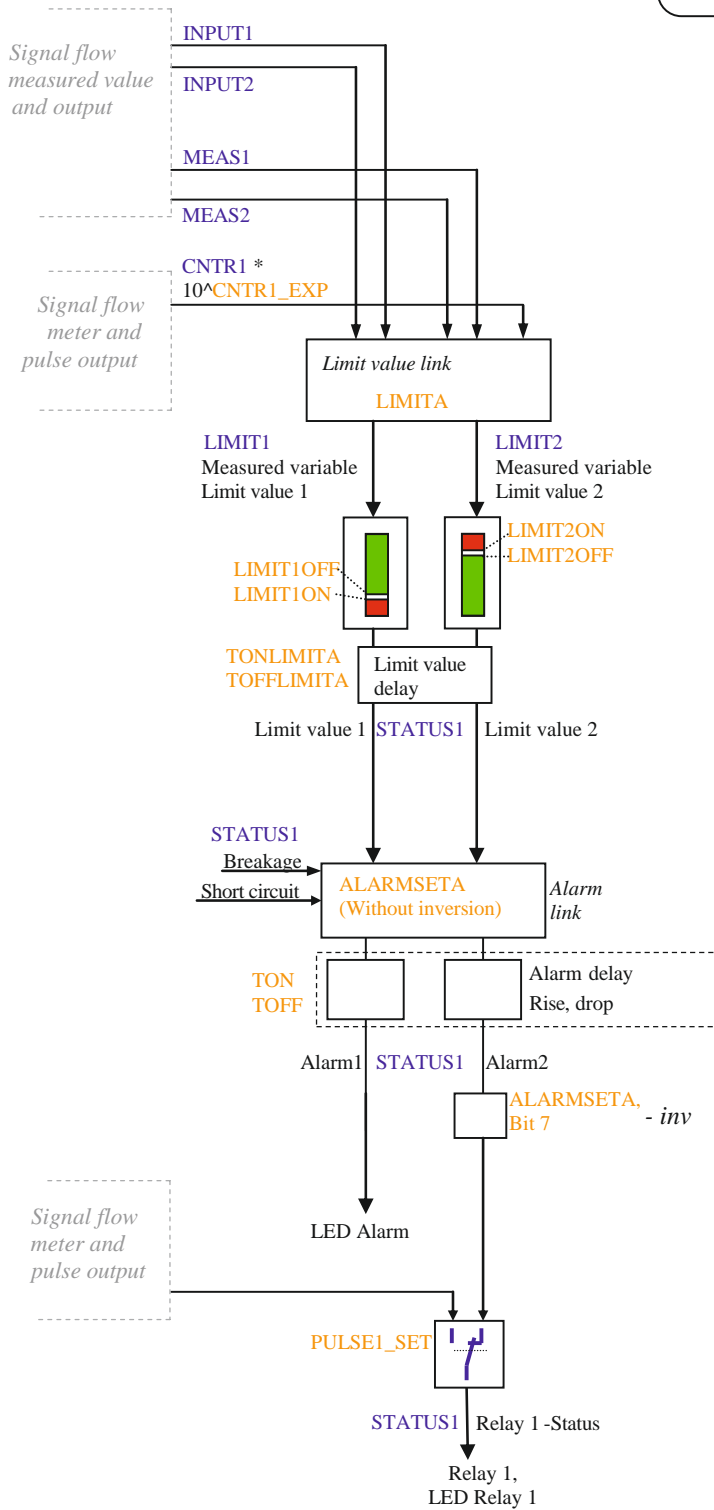 INPUT1
Signal flow
measured value
and output
INPUT2
MEAS1
MEAS2
CNTR1 *
10^CNTR1_EXP
Signal flow
meter and
pulse output
Limit value link
LIMITA
LIMIT1
Measured variable
Limit value 1
LIMIT2
Measured variable
Limit value 2
LIMIT2ON
LIMIT2OFF
LIMIT1OFF
LIMIT1ON
TONLIMITA
TOFFLIMITA
Limit value
delay
Limit value 1 STATUS1 Limit value 2
STATUS1
Breakage
Short circuit
ALARMSETA
(Without inversion)
Alarm
link
TON
TOFF
Alarm delay
Rise, drop
Alarm1 STATUS1 Alarm2
ALARMSETA,
Bit 7
- inv
Signal flow
meter and
pulse output
LED Alarm
PULSE1_SET
STATUS1 Relay 1 -Status
Relay 1,
LED Relay 1